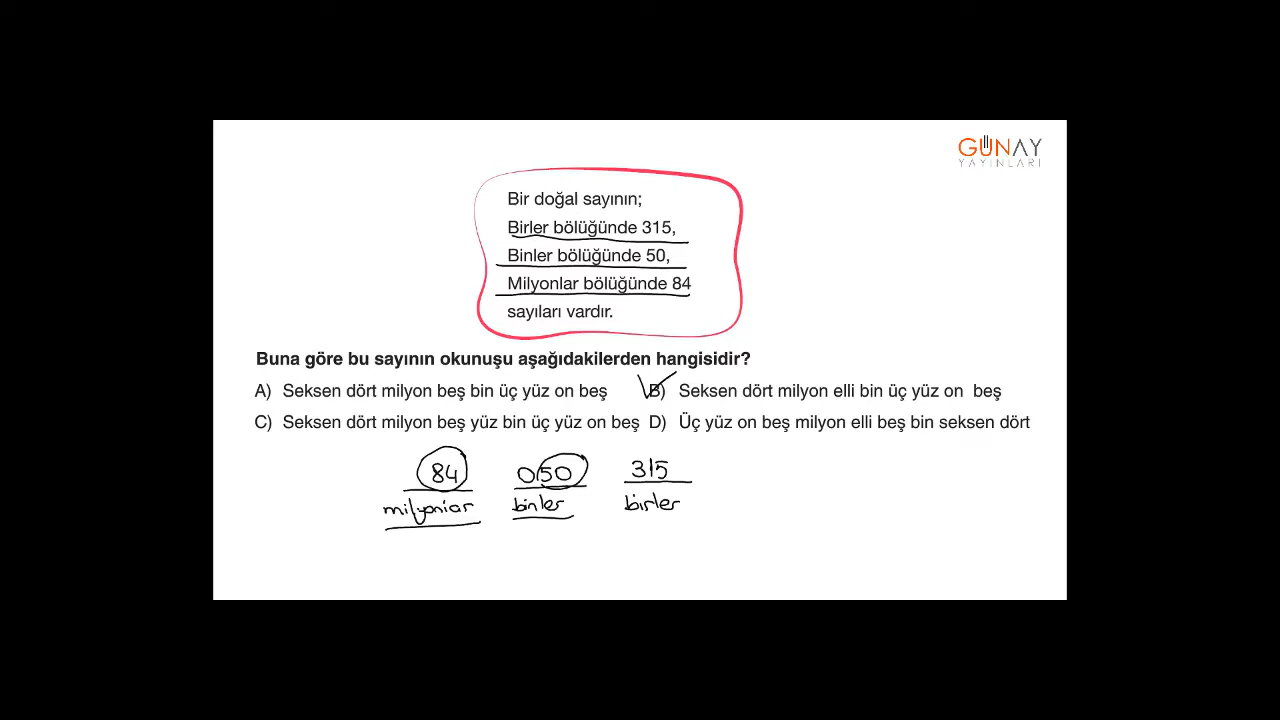 GÜNAY
YAYINLARI
Bir doğal sayının;
Birler bölüğünde 315,
Binler bölüğünde 50,
Milyonlar bölüğünde 84
sayıları vardır.
Buna göre bu sayının okunuşu aşağıdakilerden hangisidir?
A) Seksen dört milyon beş bin üç yüz on beş B) Seksen dört milyon elli bin üç yüz on beş
C) Seksen dört milyon beş yüz bin üç yüz on beş D) Üç yüz on beş milyon elli beş bin seksen dört
84 050 315
milyonlar binler birler